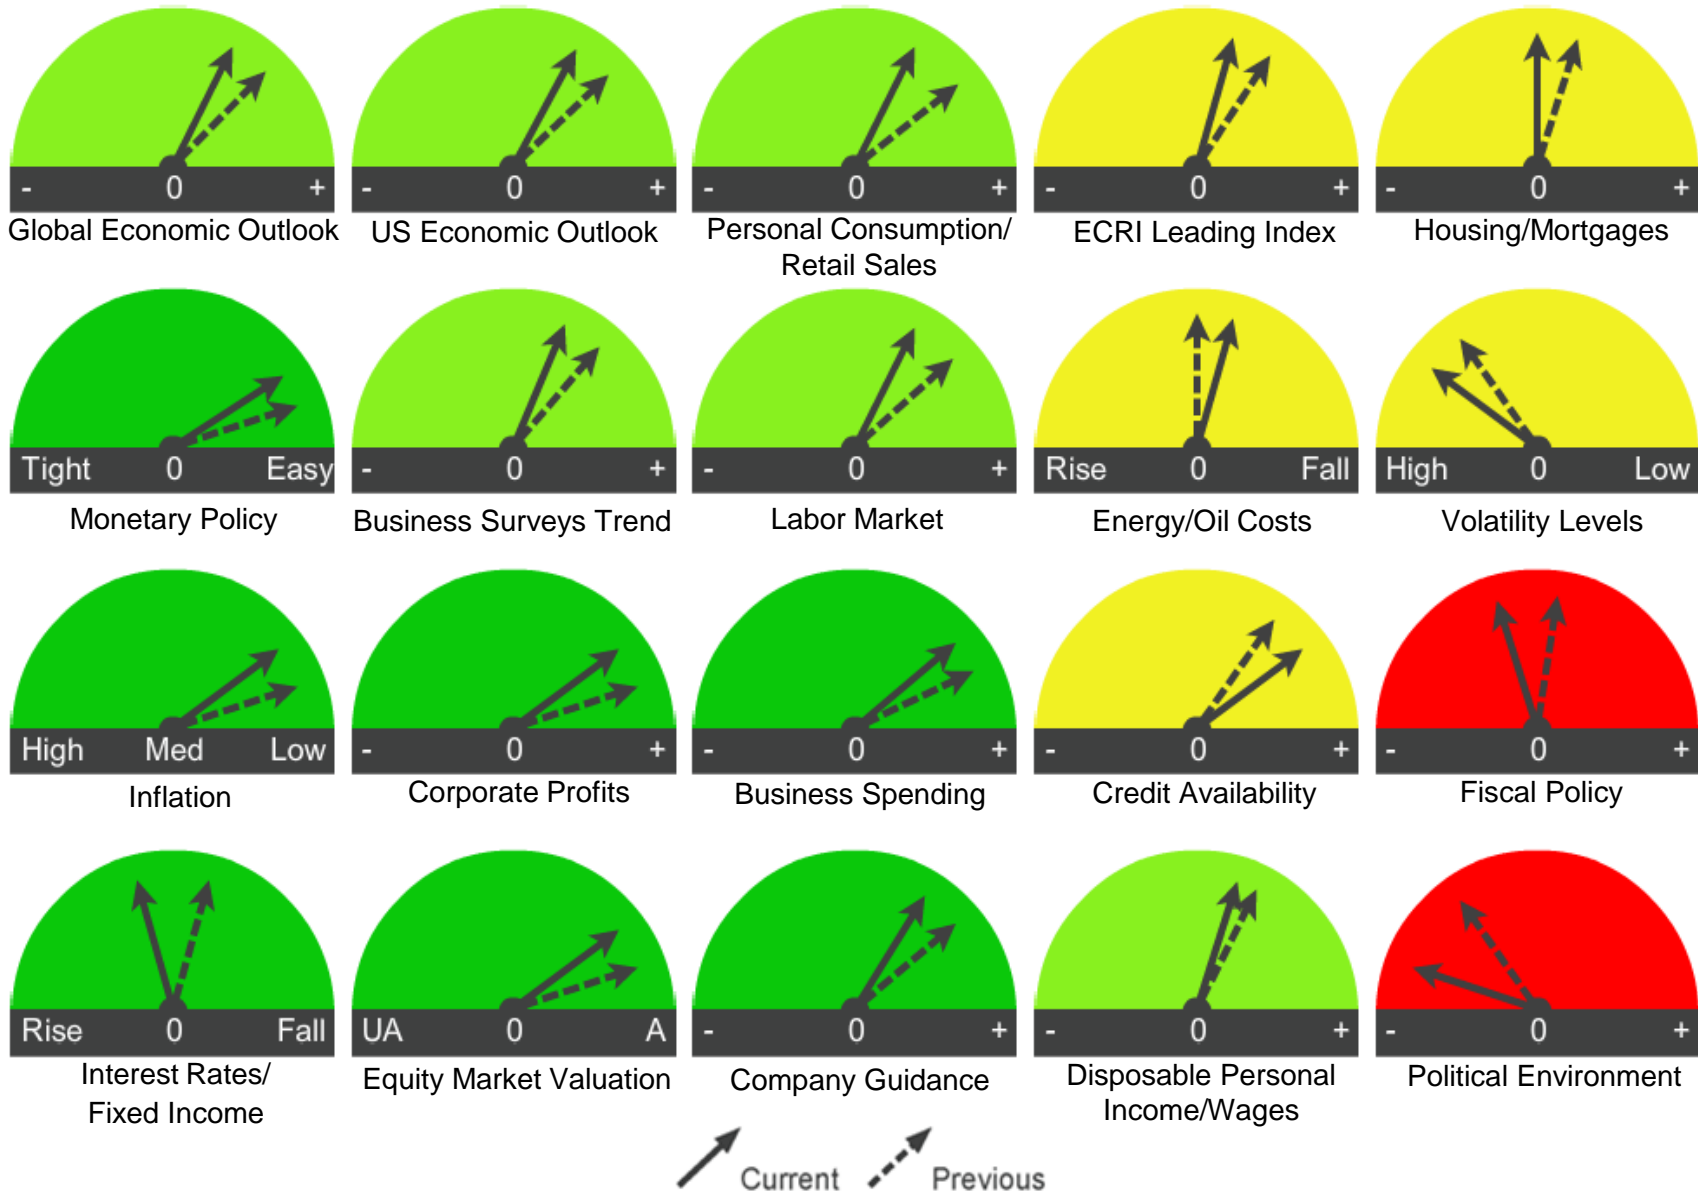 - 0 +
Global Economic Outlook
- 0 +
US Economic Outlook
- 0 +
Personal Consumption/
Retail Sales
- 0 +
ECRI Leading Index
- 0 +
Housing/Mortgages
Tight 0 Easy
Monetary Policy
- 0 +
Business Surveys Trend
- 0 +
Labor Market
Rise 0 Fall
Energy/Oil Costs
High 0 Low
Volatility Levels
High Med Low
Inflation
- 0 +
Corporate Profits
- 0 +
Business Spending
- 0 +
Credit Availability
- 0 +
Fiscal Policy
Rise 0 Fall
Interest Rates/
Fixed Income
UA 0 A
Equity Market Valuation
- 0 +
Company Guidance
- 0 +
Disposable Personal
Income/Wages
- 0 +
Political Environment
Current Previous